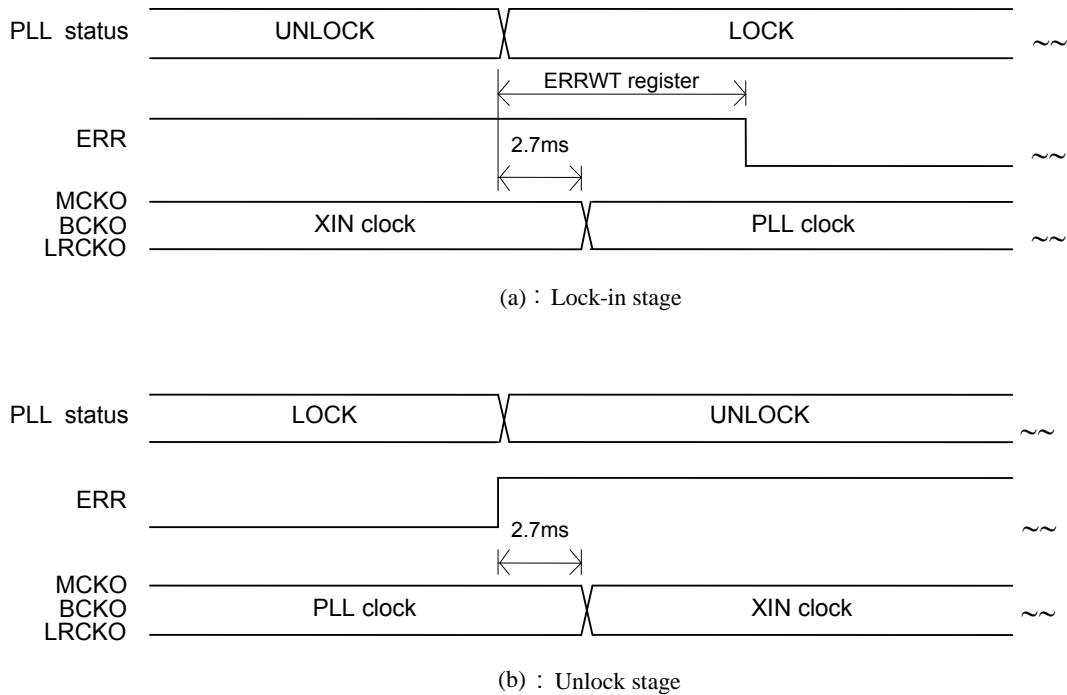 PLL status
UNLOCK
LOCK
~~
ERRWT register
ERR
2.7ms
~~
MCKO
BCKO
LRCKO
XIN clock
PLL clock
~~
(a)：Lock-in stage
PLL status
LOCK
UNLOCK
~~
ERR
2.7ms
~~
MCKO
BCKO
LRCKO
PLL clock
XIN clock
~~
(b)：Unlock stage